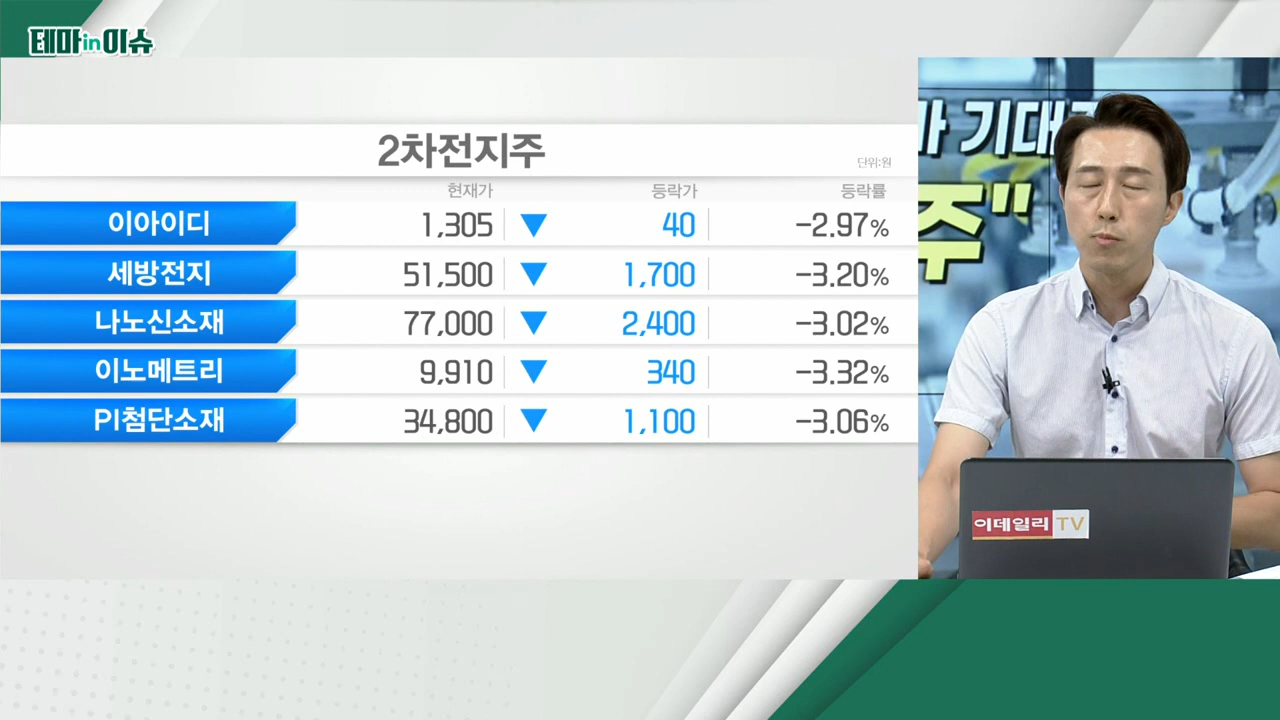 테마in이슈
2차전지주
단위:원
현재가 등락가 등락률
이아이디 1,305 ▼ 40 -2.97%
세방전지 51,500 ▼ 1,700 -3.20%
나노신소재 77,000 ▼ 2,400 -3.02%
이노메트리 9,910 ▼ 340 -3.32%
PI첨단소재 34,800 ▼ 1,100 -3.06%
기대
주"
이데일리 TV